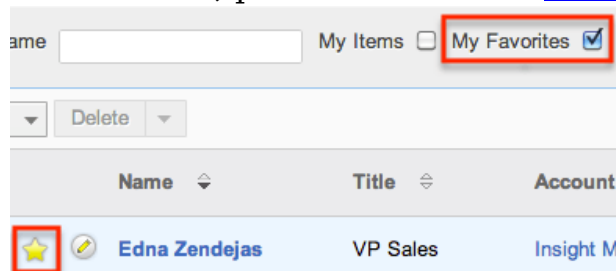 ame My Items My Favorites
Delete
Name Title Account
Edna Zendejas VP Sales Insight M